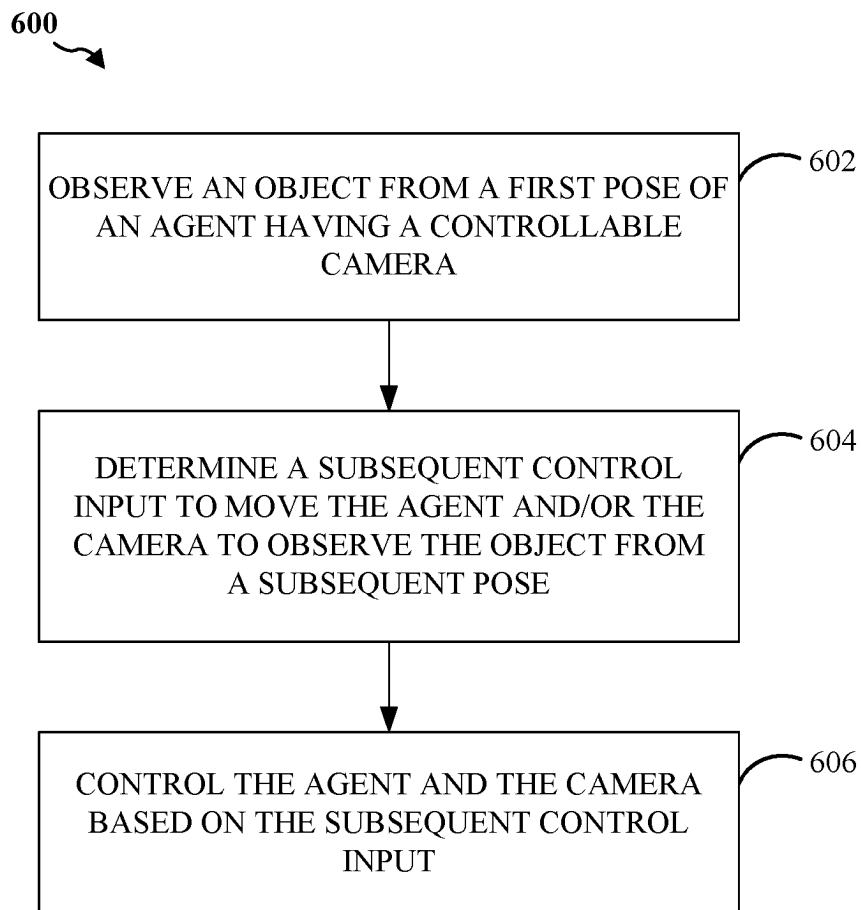 600
OBSERVE AN OBJECT FROM A FIRST POSE OF
AN AGENT HAVING A CONTROLLABLE
CAMERA
602
DETERMINE A SUBSEQUENT CONTROL
INPUT TO MOVE THE AGENT AND/OR THE
CAMERA TO OBSERVE THE OBJECT FROM
A SUBSEQUENT POSE
604
CONTROL THE AGENT AND THE CAMERA
BASED ON THE SUBSEQUENT CONTROL
INPUT
606